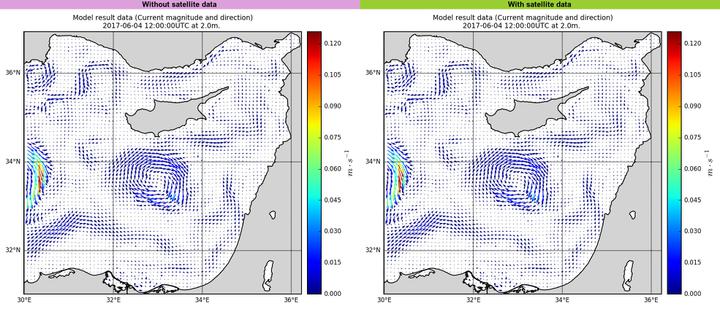 Without satellite data
With satellite data
Model result data (Current magnitude and direction)
2017-06-04 12:00:00UTC at 2.0m.
36°N
34°N
32°N
30°E
32°E
34°E
36°E
0.120
0.105
0.090
0.075
0.060
0.045
0.030
0.015
0.000
m · s⁻¹
Model result data (Current magnitude and direction)
2017-06-04 12:00:00UTC at 2.0m.
36°N
34°N
32°N
30°E
32°E
34°E
36°E
0.120
0.105
0.090
0.075
0.060
0.045
0.030
0.015
0.000
m · s⁻¹